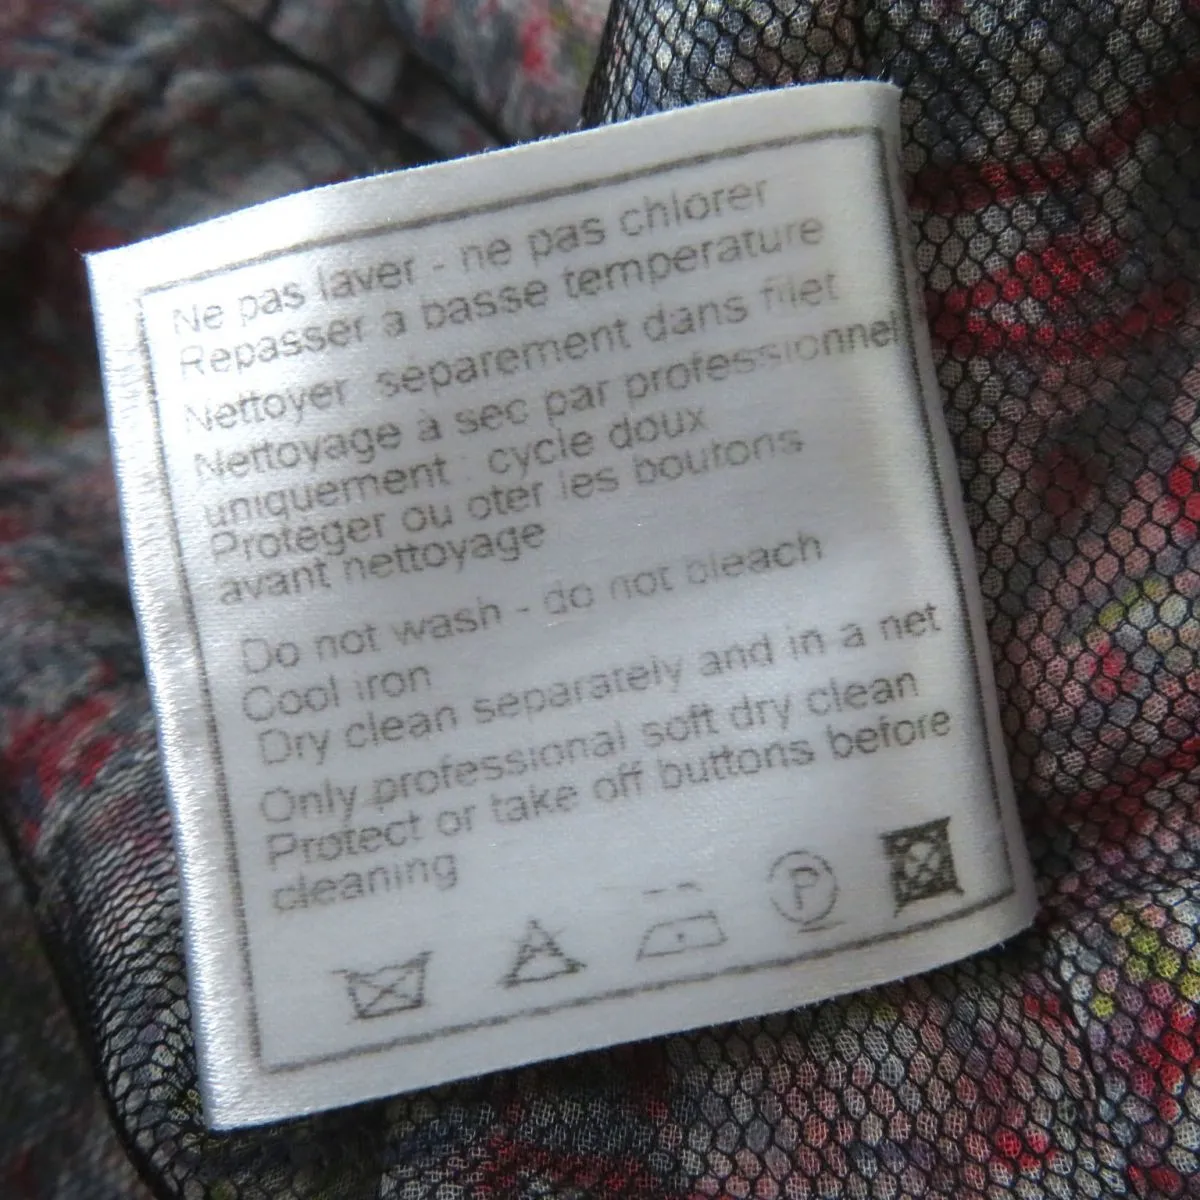 Ne pas laver - ne pas chlorer
Repasser a basse temperature
Nettoyer séparement dans filet
Nettoyage à sec par professionnel
uniquement : cycle doux
Protéger ou oter les boutons
avant nettoyage
Do not wash - do not bleach
Cool iron
Dry clean separately and in a net
Only professional soft dry clean
Protect or take off buttons before
cleaning
P